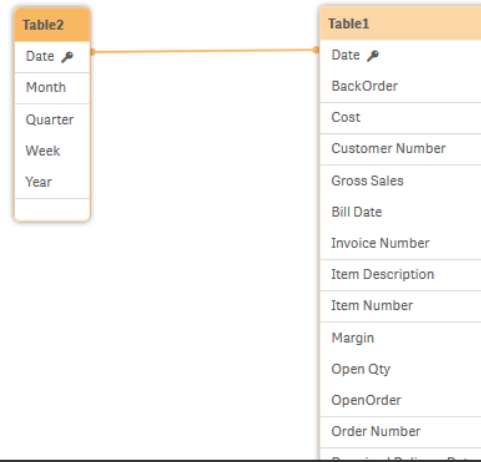 Table2
Date
Month
Quarter
Week
Year
Table1
Date
BackOrder
Cost
Customer Number
Gross Sales
Bill Date
Invoice Number
Item Description
Item Number
Margin
Open Qty
OpenOrder
Order Number